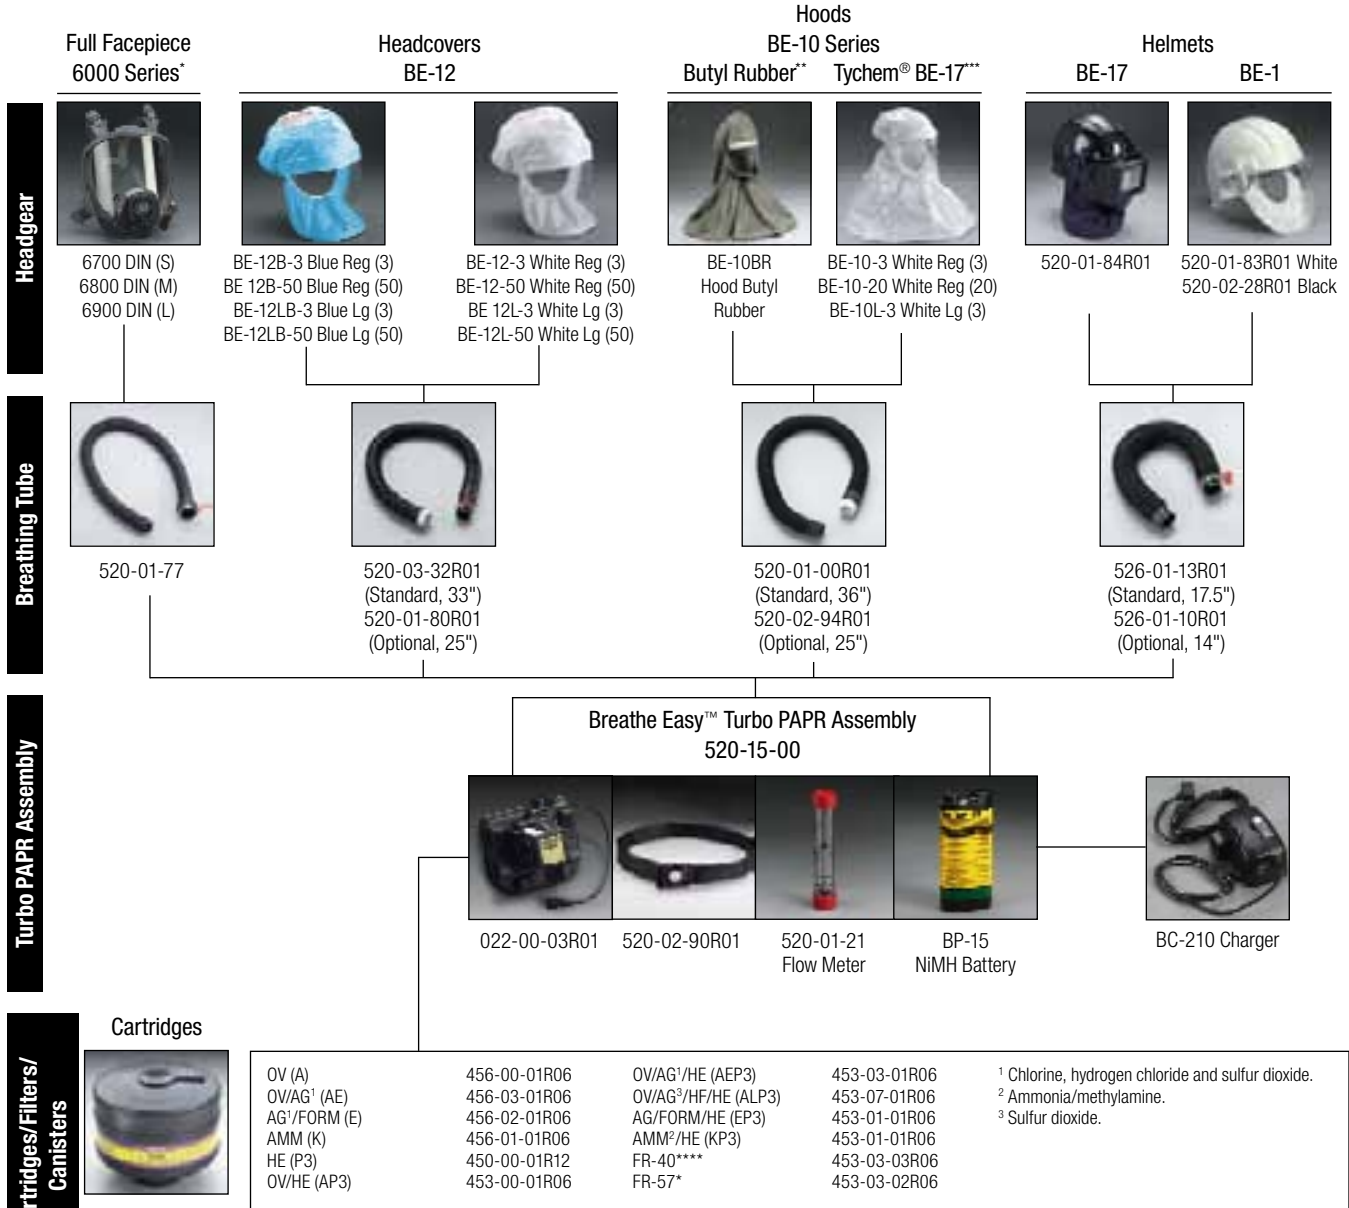 Full Facepiece
6000 Series*
Headcovers
BE-12
Hoods
BE-10 Series
Butyl Rubber** Tychem® BE-17***
Helmets
BE-17 BE-1
Headgear
6700 DIN (S)
6800 DIN (M)
6900 DIN (L)
BE-12B-3 Blue Reg (3)
BE 12B-50 Blue Reg (50)
BE-12LB-3 Blue Lg (3)
BE-12LB-50 Blue Lg (50)
BE-12-3 White Reg (3)
BE-12-50 White Reg (50)
BE 12L-3 White Lg (3)
BE-12L-50 White Lg (50)
BE-10BR
Hood Butyl
Rubber
BE-10-3 White Reg (3)
BE-10-20 White Reg (20)
BE-10L-3 White Lg (3)
520-01-84R01
520-01-83R01 White
520-02-28R01 Black
Breathing Tube
520-01-77
520-03-32R01
(Standard, 33")
520-01-80R01
(Optional, 25")
520-01-00R01
(Standard, 36")
520-02-94R01
(Optional, 25")
526-01-13R01
(Standard, 17.5")
526-01-10R01
(Optional, 14")
Turbo PAPR Assembly
Breathe Easy™ Turbo PAPR Assembly
520-15-00
022-00-03R01
520-02-90R01
520-01-21
Flow Meter
BP-15
NiMH Battery
BC-210 Charger
rtridges/Filters/
Canisters
Cartridges
OV (A) 456-00-01R06 OV/AG¹/HE (AEP3) 453-03-01R06 ¹ Chlorine, hydrogen chloride and sulfur dioxide.
OV/AG¹ (AE) 456-03-01R06 OV/AG³/HF/HE (ALP3) 453-07-01R06 ² Ammonia/methylamine.
AG¹/FORM (E) 456-02-01R06 AG/FORM/HE (EP3) 453-01-01R06 ³ Sulfur dioxide.
AMM (K) 456-01-01R06 AMM²/HE (KP3) 453-01-01R06
HE (P3) 450-00-01R12 FR-40**** 453-03-03R06
OV/HE (AP3) 453-00-01R06 FR-57* 453-03-02R06